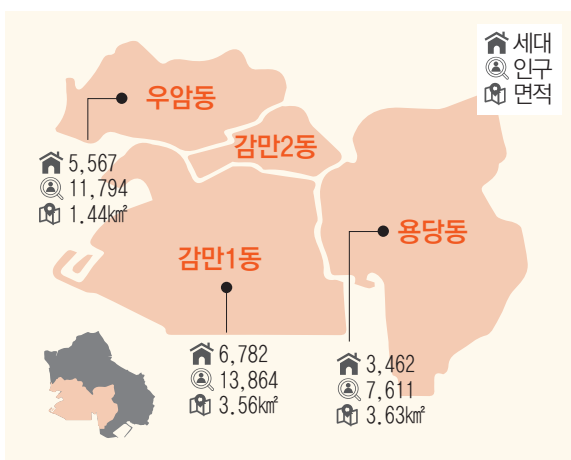 세대
인구
면적
우암동
5,567
11,794
1.44㎢
감만2동
감만1동
6,782
13,864
3.56㎢
용당동
3,462
7,611
3.63㎢